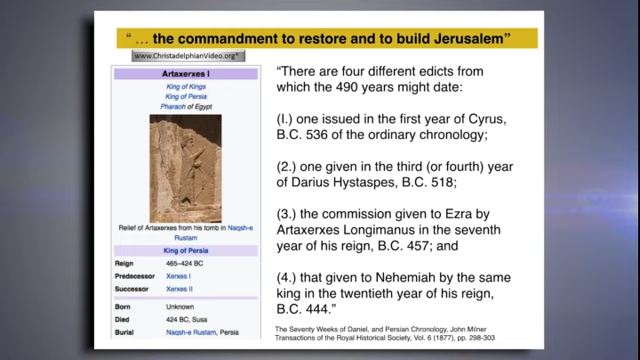 “ … the commandment to restore and to build Jerusalem”
www.ChristadelphianVideo.org
Artaxerxes I
King of Kings
King of Persia
Pharaoh of Egypt
Relief of Artaxerxes from his tomb in Naqsh-e
Rustam
King of Persia
Reign 465–424 BC
Predecessor Xerxes I
Successor Xerxes II
Born Unknown
Died 424 BC, Susa
Burial Naqsh-e Rustam, Persia
“There are four different edicts from
which the 490 years might date:
(I.) one issued in the first year of Cyrus,
B.C. 536 of the ordinary chronology;
(2.) one given in the third (or fourth) year
of Darius Hystaspes, B.C. 518;
(3.) the commission given to Ezra by
Artaxerxes Longimanus in the seventh
year of his reign, B.C. 457; and
(4.) that given to Nehemiah by the same
king in the twentieth year of his reign,
B.C. 444.”
The Seventy Weeks of Daniel, and Persian Chronology, John Milner
Transactions of the Royal Historical Society, Vol. 6 (1877), pp. 298-303